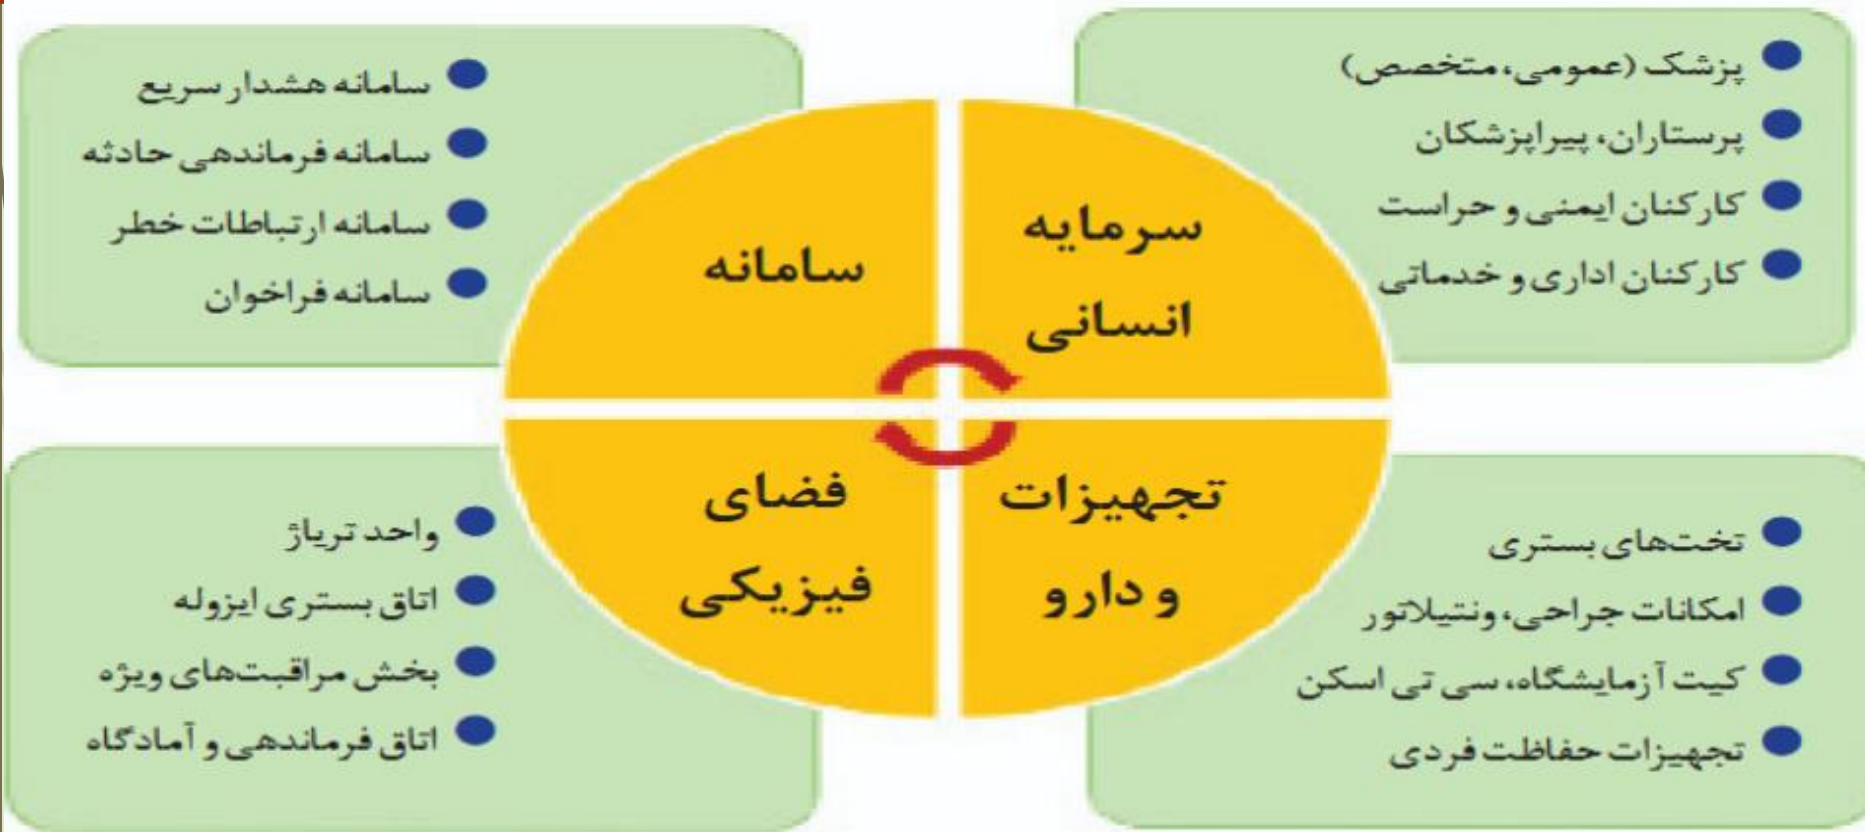 پزشک (عمومی، متخصص)
پرستاران، پیراپزشکان
کارکنان ایمنی و حراست
کارکنان اداری و خدماتی
سرمایه
انسانی
سامانه هشدار سریع
سامانه فرماندهی حادثه
سامانه ارتباطات خطر
سامانه فراخوان
سامانه
تجهیزات
و دارو
تخت‌های بستری
امکانات جراحی، ونتیلاتور
کیت آزمایشگاه، سی تی اسکن
تجهیزات حفاظت فردی
فضای
فیزیکی
واحد تریاژ
اتاق بستری ایزوله
بخش مراقبت‌های ویژه
اتاق فرماندهی و آمادگاه